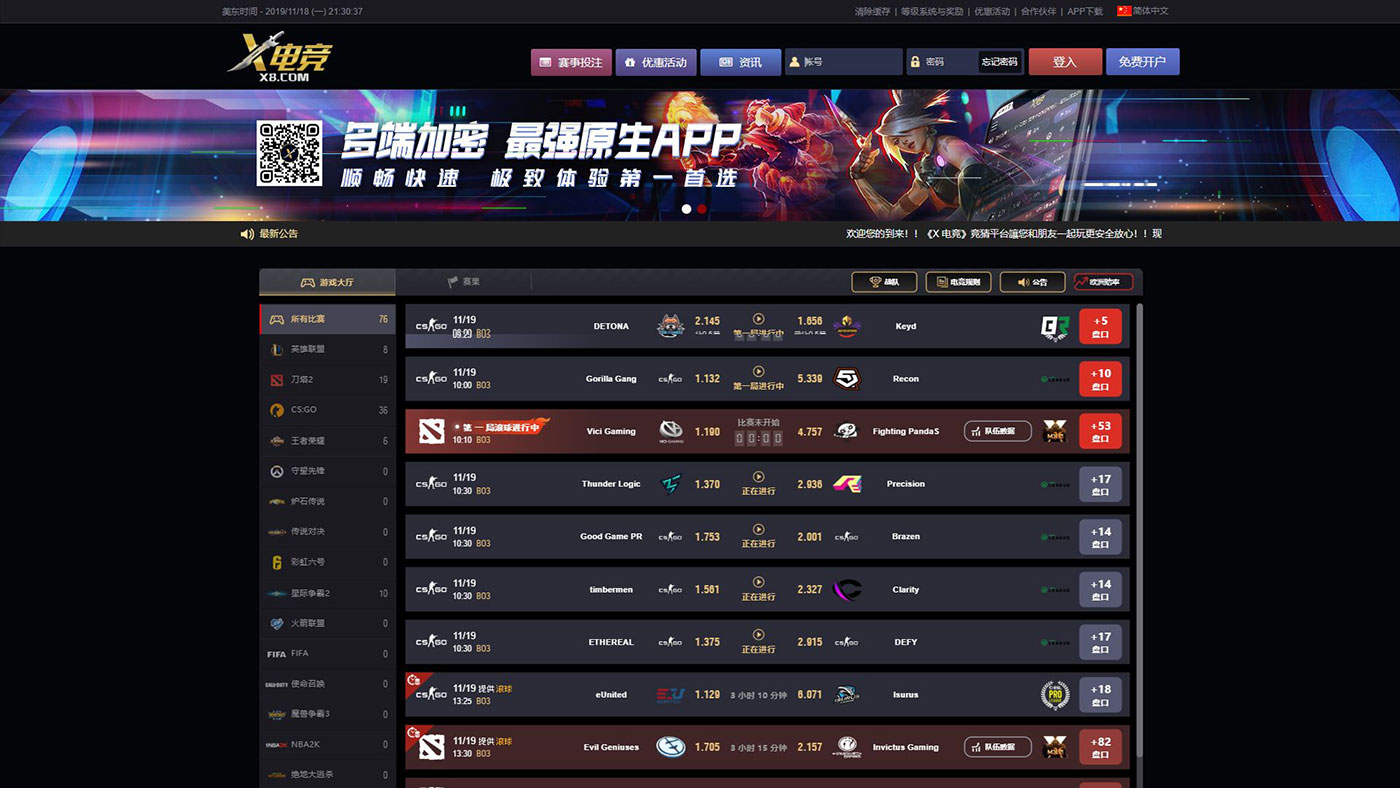 美东时间 - 2019/11/18 (一) 21:30:37
清除缓存 | 等级系统与奖励 | 优惠活动 | 合作伙伴 | APP下载 简体中文
X电竞
X8.COM
赛事投注 优惠活动 资讯 帐号 密码 忘记密码 登入 免费开户
多端加密 最强原生APP
顺畅快速 极致体验第一首选
最新公告 欢迎您的到来!！《X 电竞》竞猜平台讓您和朋友一起玩更安全放心!！现
游戏大厅 赛果 战队 电竞规则 公告 欧洲赔率
所有比赛 76
英雄联盟 8
刀塔2 19
CS:GO 36
王者荣耀 6
守望先锋 0
炉石传说 0
传说对决 0
彩虹六号 0
星际争霸2 10
火箭联盟 0
FIFA FIFA 0
使命召唤 0
魔兽争霸3 0
NBA2K NBA2K 0
绝地大逃杀 0
CS:GO 11/19 DETONA 2.145 1.656 Keyd +5
08:29 BO3 第一局进行中 盘口
CS:GO 11/19 Gorilla Gang CS:GO 1.132 5.339 Recon +10
10:00 BO3 第一局进行中 盘口
第一局滚球进行中 Vici Gaming 1.190 比赛未开始 4.757 Fighting PandaS 队伍数据 +53
10:10 BO3 00:00 盘口
CS:GO 11/19 Thunder Logic 1.370 2.936 Precision +17
10:30 BO3 正在进行 盘口
CS:GO 11/19 Good Game PR CS:GO 1.753 2.001 CS:GO Brazen +14
10:30 BO3 正在进行 盘口
CS:GO 11/19 timbermen CS:GO 1.561 2.327 Clarity +14
10:30 BO3 正在进行 盘口
CS:GO 11/19 ETHEREAL CS:GO 1.375 2.915 CS:GO DEFY +17
10:30 BO3 正在进行 盘口
CS:GO 11/19 提供滚球 eUnited 1.129 3 小时 10 分钟 6.071 Isurus PRO +18
13:25 BO3 盘口
11/19 提供滚球 Evil Geniuses 1.705 3 小时 15 分钟 2.157 Invictus Gaming 队伍数据 +82
13:30 BO3 盘口